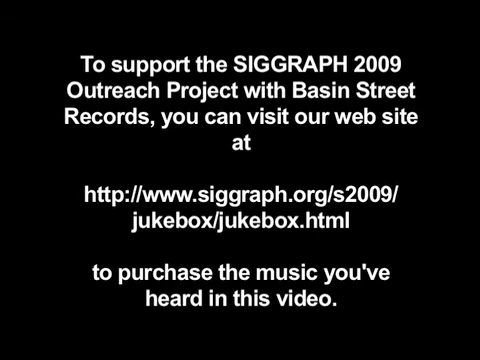 To support the SIGGRAPH 2009
Outreach Project with Basin Street
Records, you can visit our web site
at
http://www.siggraph.org/s2009/
jukebox/jukebox.html
to purchase the music you've
heard in this video.